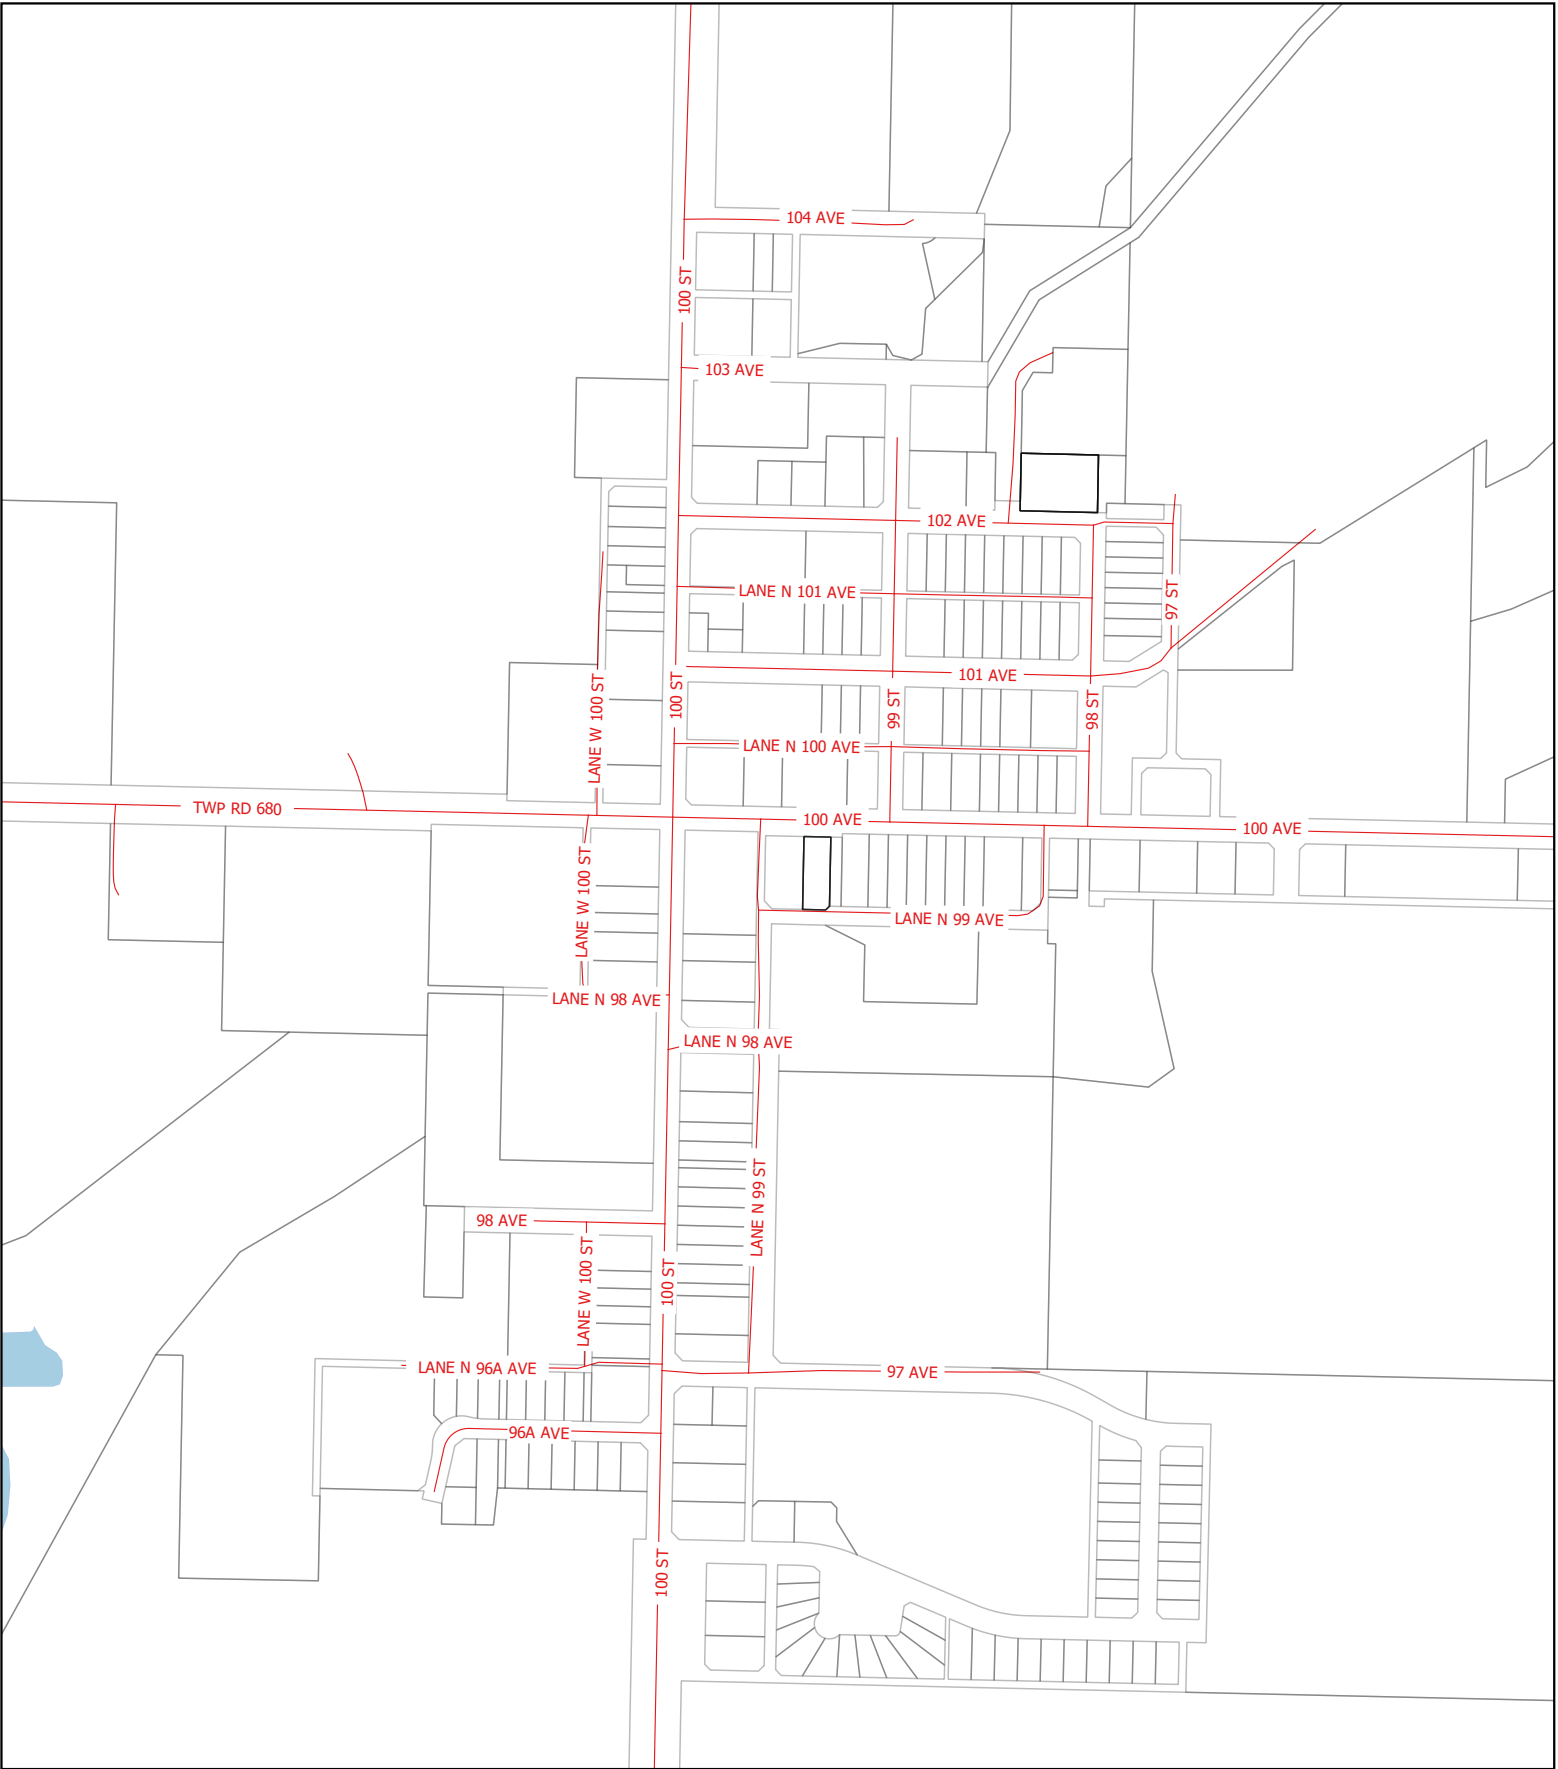 104 AVE
100 ST
103 AVE
102 AVE
LANE N 101 AVE
97 ST
101 AVE
100 ST
LANE W 100 ST
99 ST
98 ST
LANE N 100 AVE
TWP RD 680
100 AVE
100 AVE
LANE W 100 ST
LANE N 99 AVE
LANE N 98 AVE
LANE N 98 AVE
LANE N 99 ST
98 AVE
LANE W 100 ST
100 ST
LANE N 96A AVE
97 AVE
96A AVE
100 ST